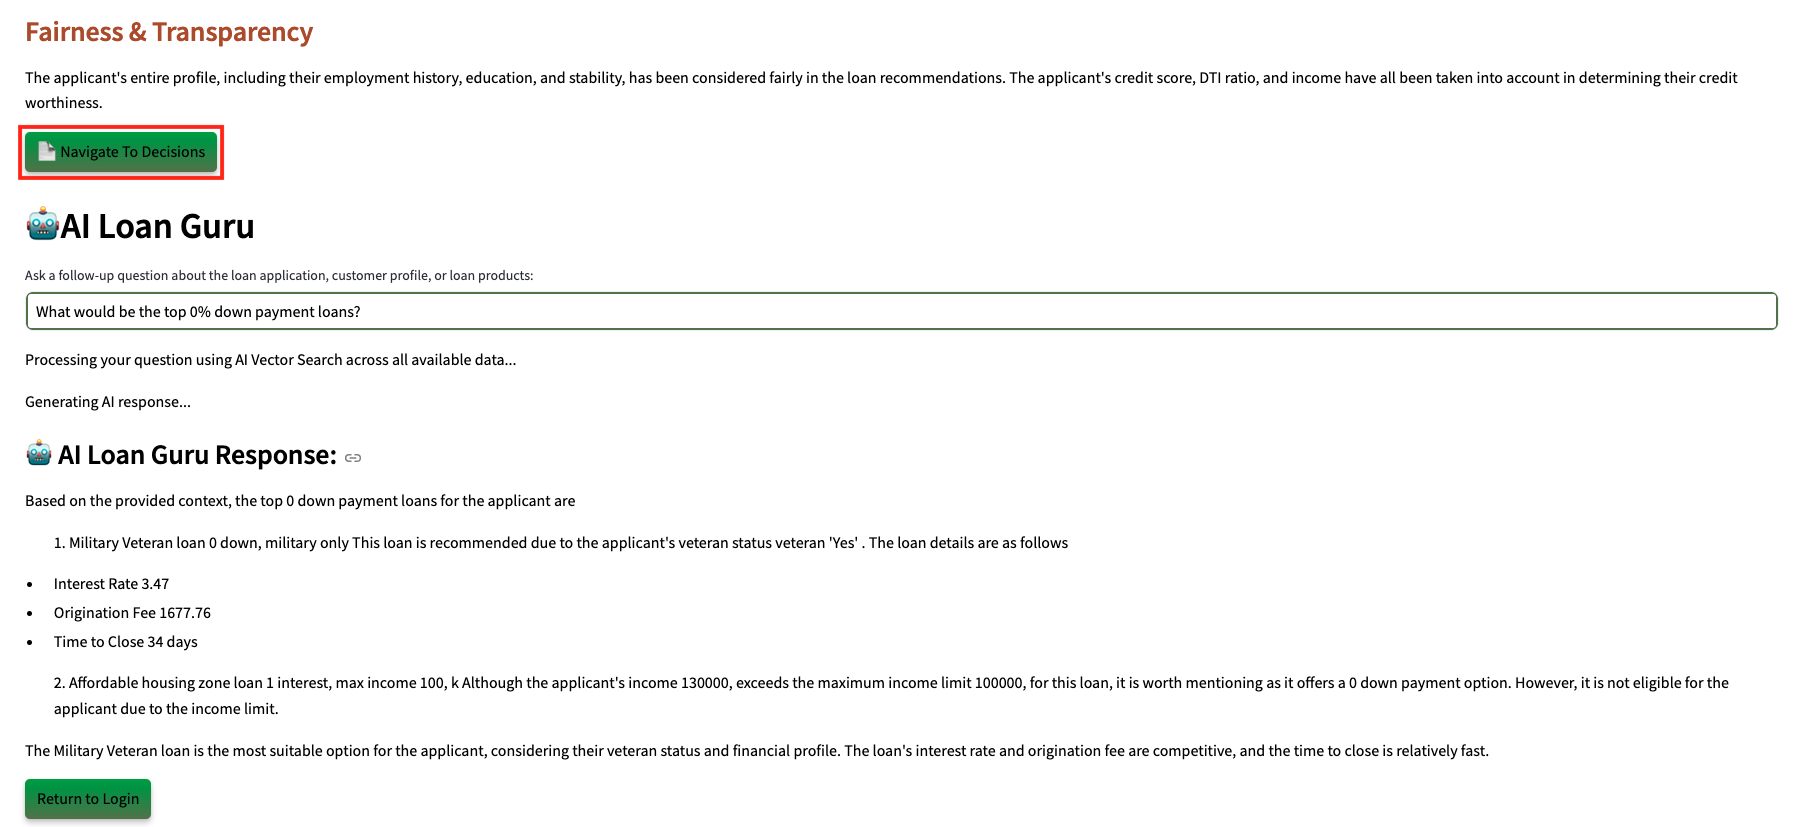 Fairness & Transparency
The applicant's entire profile, including their employment history, education, and stability, has been considered fairly in the loan recommendations. The applicant's credit score, DTI ratio, and income have all been taken into account in determining their credit
worthiness.
Navigate To Decisions
AI Loan Guru
Ask a follow-up question about the loan application, customer profile, or loan products:
What would be the top 0% down payment loans?
Processing your question using AI Vector Search across all available data...
Generating AI response...
AI Loan Guru Response:
Based on the provided context, the top 0 down payment loans for the applicant are
1. Military Veteran loan 0 down, military only This loan is recommended due to the applicant's veteran status veteran 'Yes' . The loan details are as follows
• Interest Rate 3.47
• Origination Fee 1677.76
• Time to Close 34 days
2. Affordable housing zone loan 1 interest, max income 100, k Although the applicant's income 130000, exceeds the maximum income limit 100000, for this loan, it is worth mentioning as it offers a 0 down payment option. However, it is not eligible for the
applicant due to the income limit.
The Military Veteran loan is the most suitable option for the applicant, considering their veteran status and financial profile. The loan's interest rate and origination fee are competitive, and the time to close is relatively fast.
Return to Login